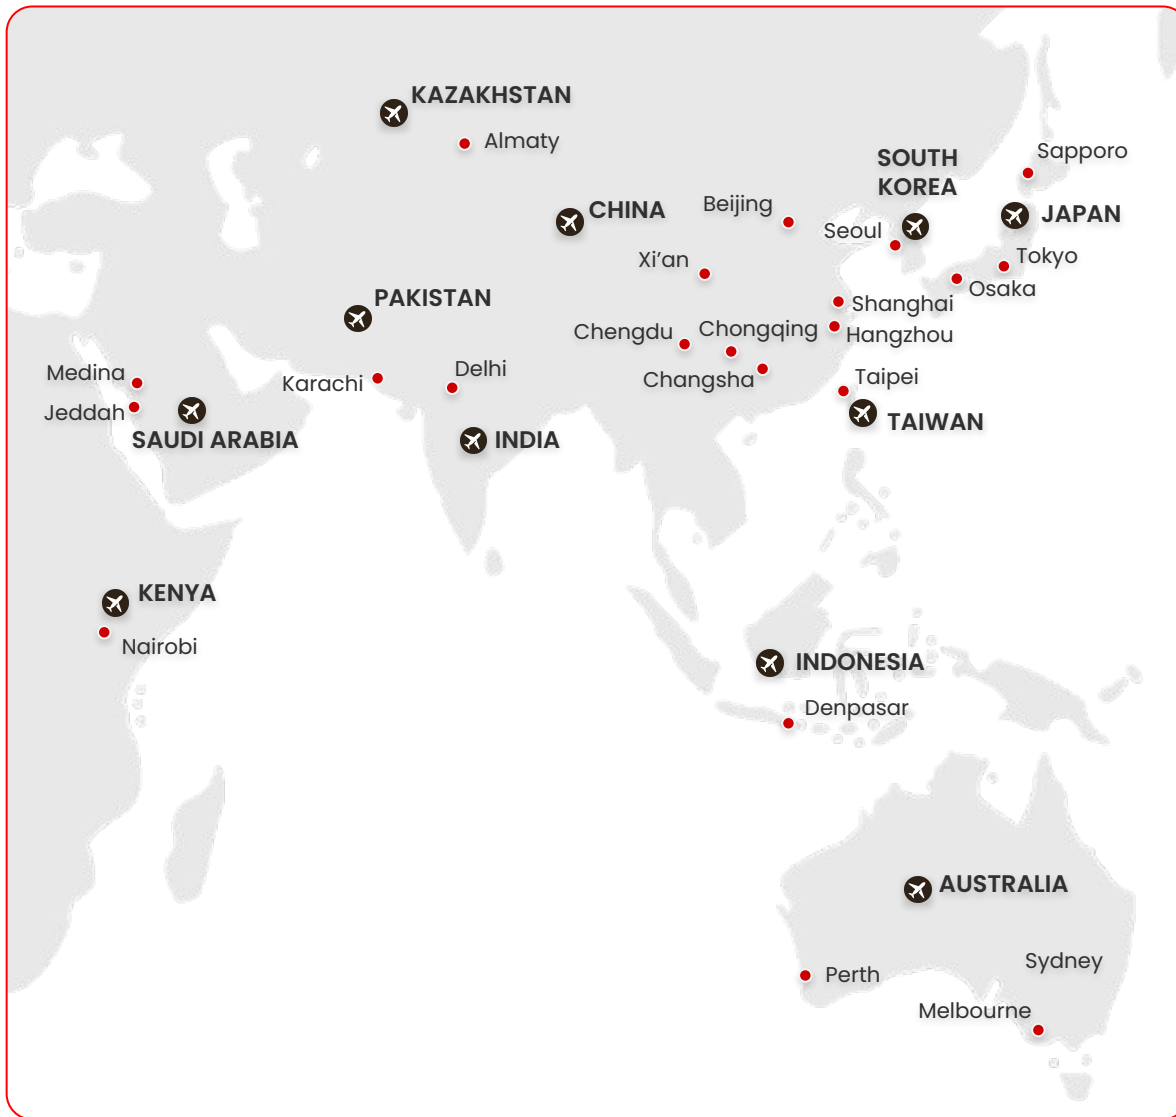 KAZAKHSTAN
Almaty
SOUTH
KOREA
Sapporo
CHINA
Beijing
Seoul
JAPAN
Xi’an
Tokyo
Osaka
PAKISTAN
Shanghai
Chengdu
Chongqing
Hangzhou
Medina
Karachi
Delhi
Changsha
Taipei
Jeddah
SAUDI ARABIA
INDIA
TAIWAN
KENYA
Nairobi
INDONESIA
Denpasar
AUSTRALIA
Sydney
Perth
Melbourne